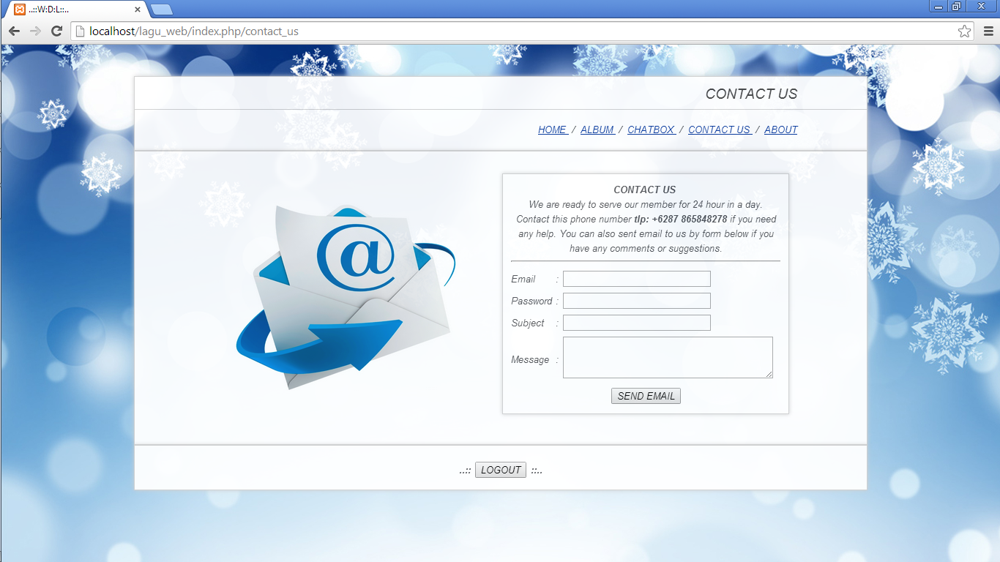 ..::W:D:L::..
localhost/lagu_web/index.php/contact_us
CONTACT US
HOME / ALBUM / CHATBOX / CONTACT US / ABOUT
@
CONTACT US
We are ready to serve our member for 24 hour in a day.
Contact this phone number tlp: +6287 865848278 if you need
any help. You can also sent email to us by form below if you
have any comments or suggestions.
Email :
Password :
Subject :
Message :
SEND EMAIL
..:: LOGOUT ::..